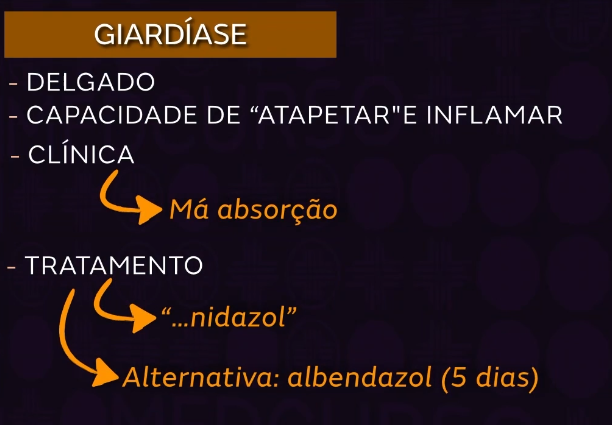 GIARDÍASE
- DELGADO
- CAPACIDADE DE “ATAPETAR"E INFLAMAR
- CLÍNICA
Má absorção
- TRATAMENTO
“...nidazol”
Alternativa: albendazol (5 dias)